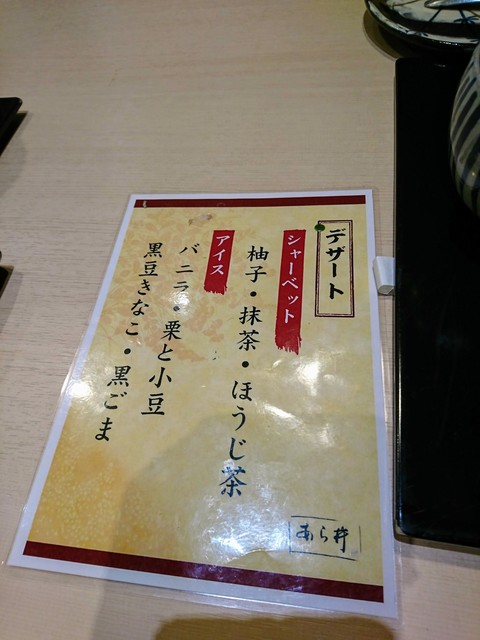 デザート
シャーベット
柚子・抹茶・ほうじ茶
アイス
バニラ・栗と小豆
黒豆きなこ・黒ごま
あら井